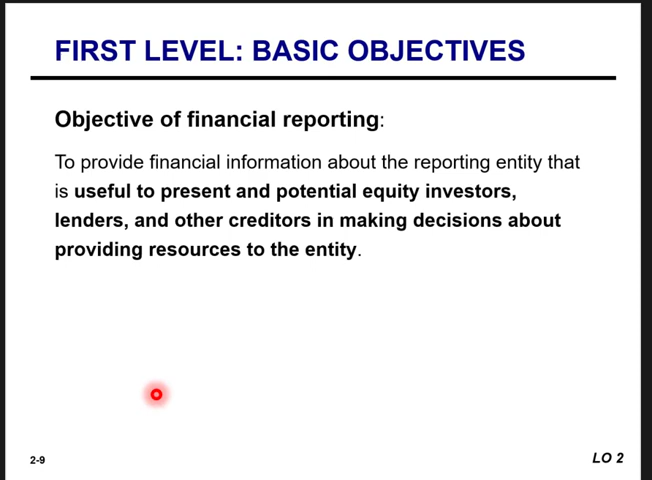 FIRST LEVEL: BASIC OBJECTIVES
Objective of financial reporting:
To provide financial information about the reporting entity that
is useful to present and potential equity investors,
lenders, and other creditors in making decisions about
providing resources to the entity.
2-9
LO 2